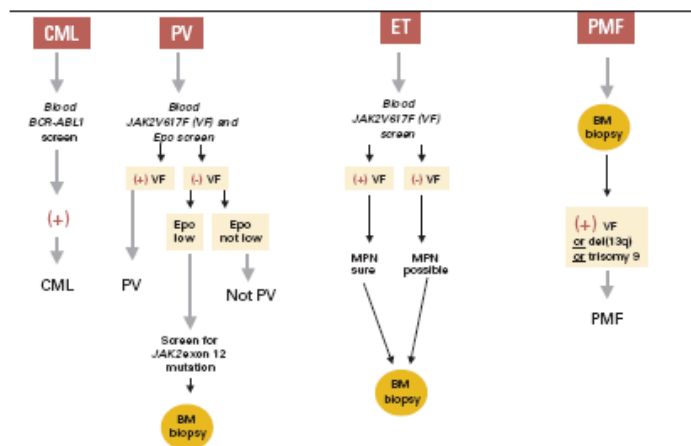 CML
PV
ET
PMF
Blood
BCR-ABL1
screen
(+)
CML
Blood
JAK2V617F (VF) and
Epo screen
(+) VF
(-) VF
Epo
low
Epo
not low
PV
Not PV
Screen for
JAK2 exon 12
mutation
BM
biopsy
Blood
JAK2V617F (VF)
screen
(+) VF
(-) VF
MPN
sure
MPN
possible
BM
biopsy
BM
biopsy
(+) VF
or del(13q)
or trisomy 9
PMF